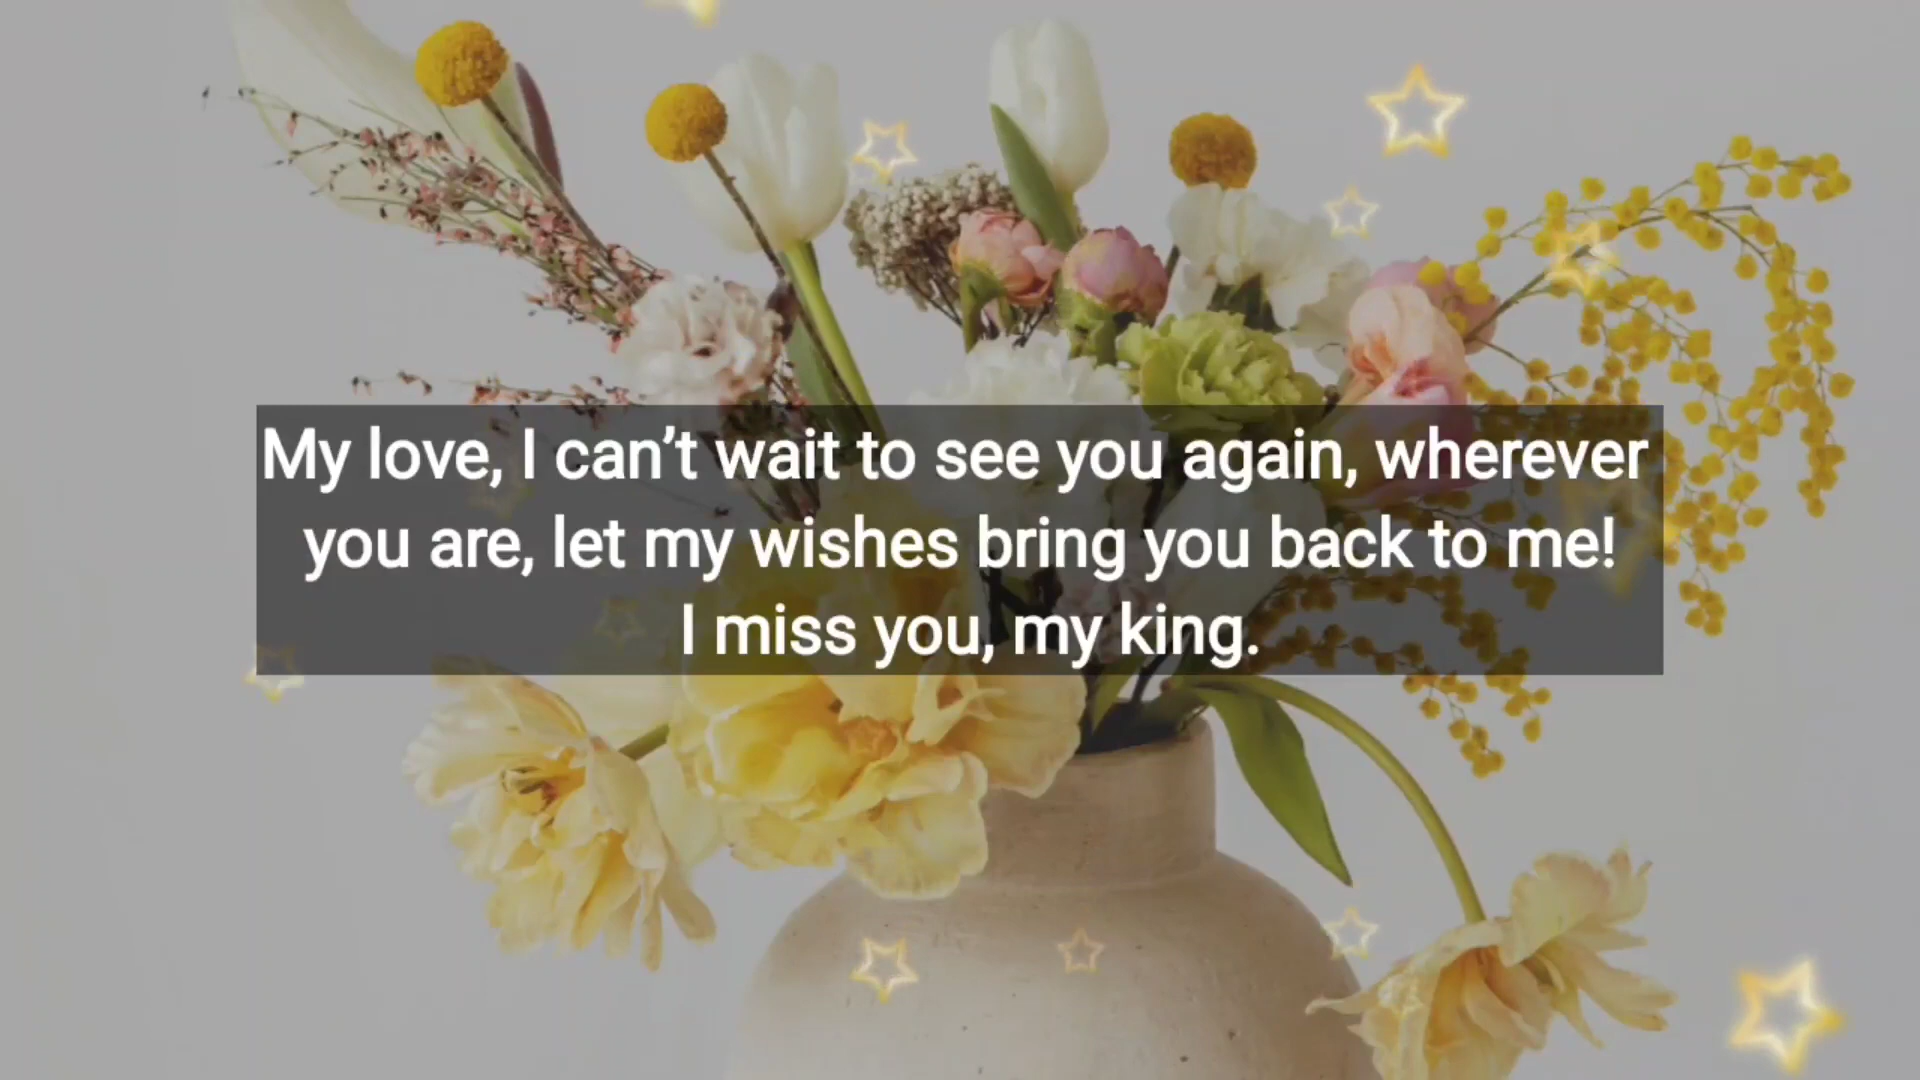 My love, I can’t wait to see you again, wherever
you are, let my wishes bring you back to me!
I miss you, my king.